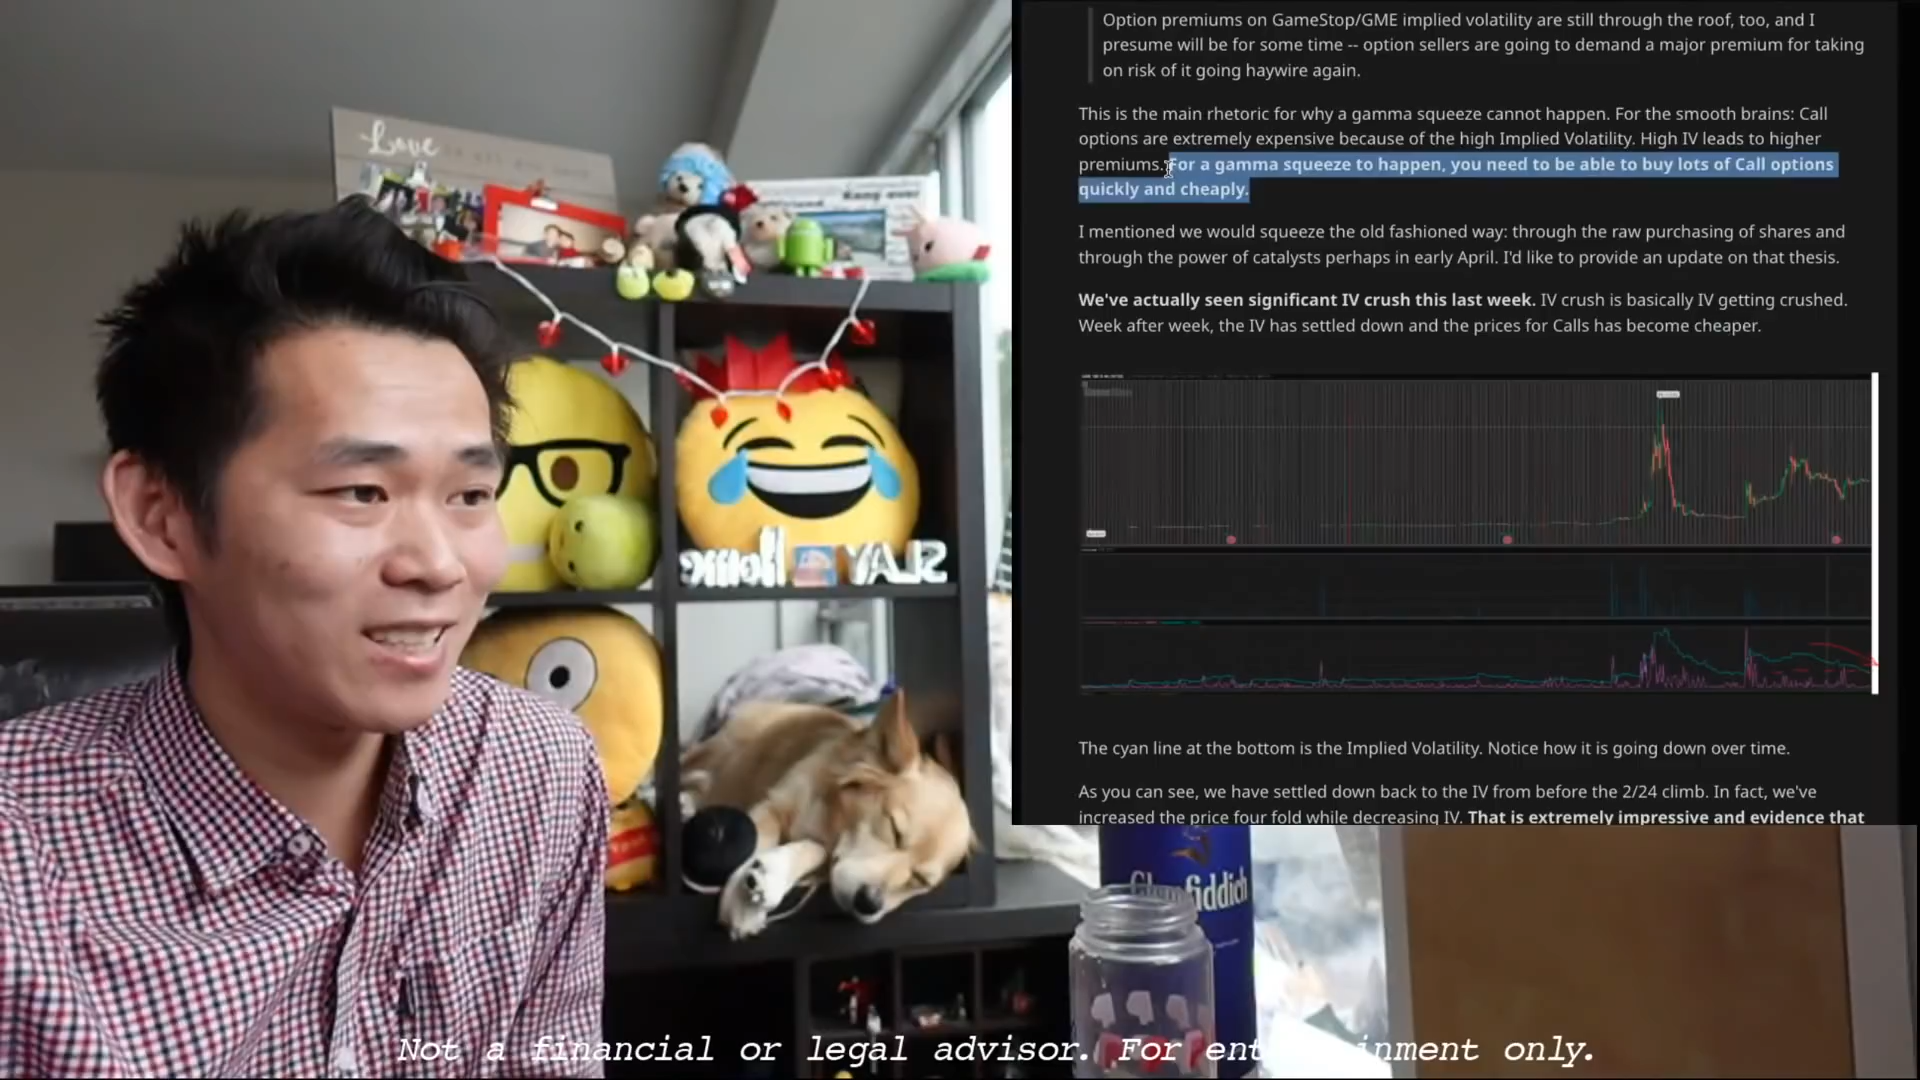 Option premiums on GameStop/GME implied volatility are still through the roof, too, and I
presume will be for some time -- option sellers are going to demand a major premium for taking
on risk of it going haywire again.
This is the main rhetoric for why a gamma squeeze cannot happen. For the smooth brains: Call
options are extremely expensive because of the high Implied Volatility. High IV leads to higher
premiums. For a gamma squeeze to happen, you need to be able to buy lots of Call options
quickly and cheaply.
I mentioned we would squeeze the old fashioned way: through the raw purchasing of shares and
through the power of catalysts perhaps in early April. I'd like to provide an update on that thesis.
We've actually seen significant IV crush this last week. IV crush is basically IV getting crushed.
Week after week, the IV has settled down and the prices for Calls has become cheaper.
The cyan line at the bottom is the Implied Volatility. Notice how it is going down over time.
As you can see, we have settled down back to the IV from before the 2/24 climb. In fact, we've
increased the price four fold while decreasing IV. That is extremely impressive and evidence that
Love
Home
SLAY
Glenfiddich
Not a financial or legal advisor. For entertainment only.